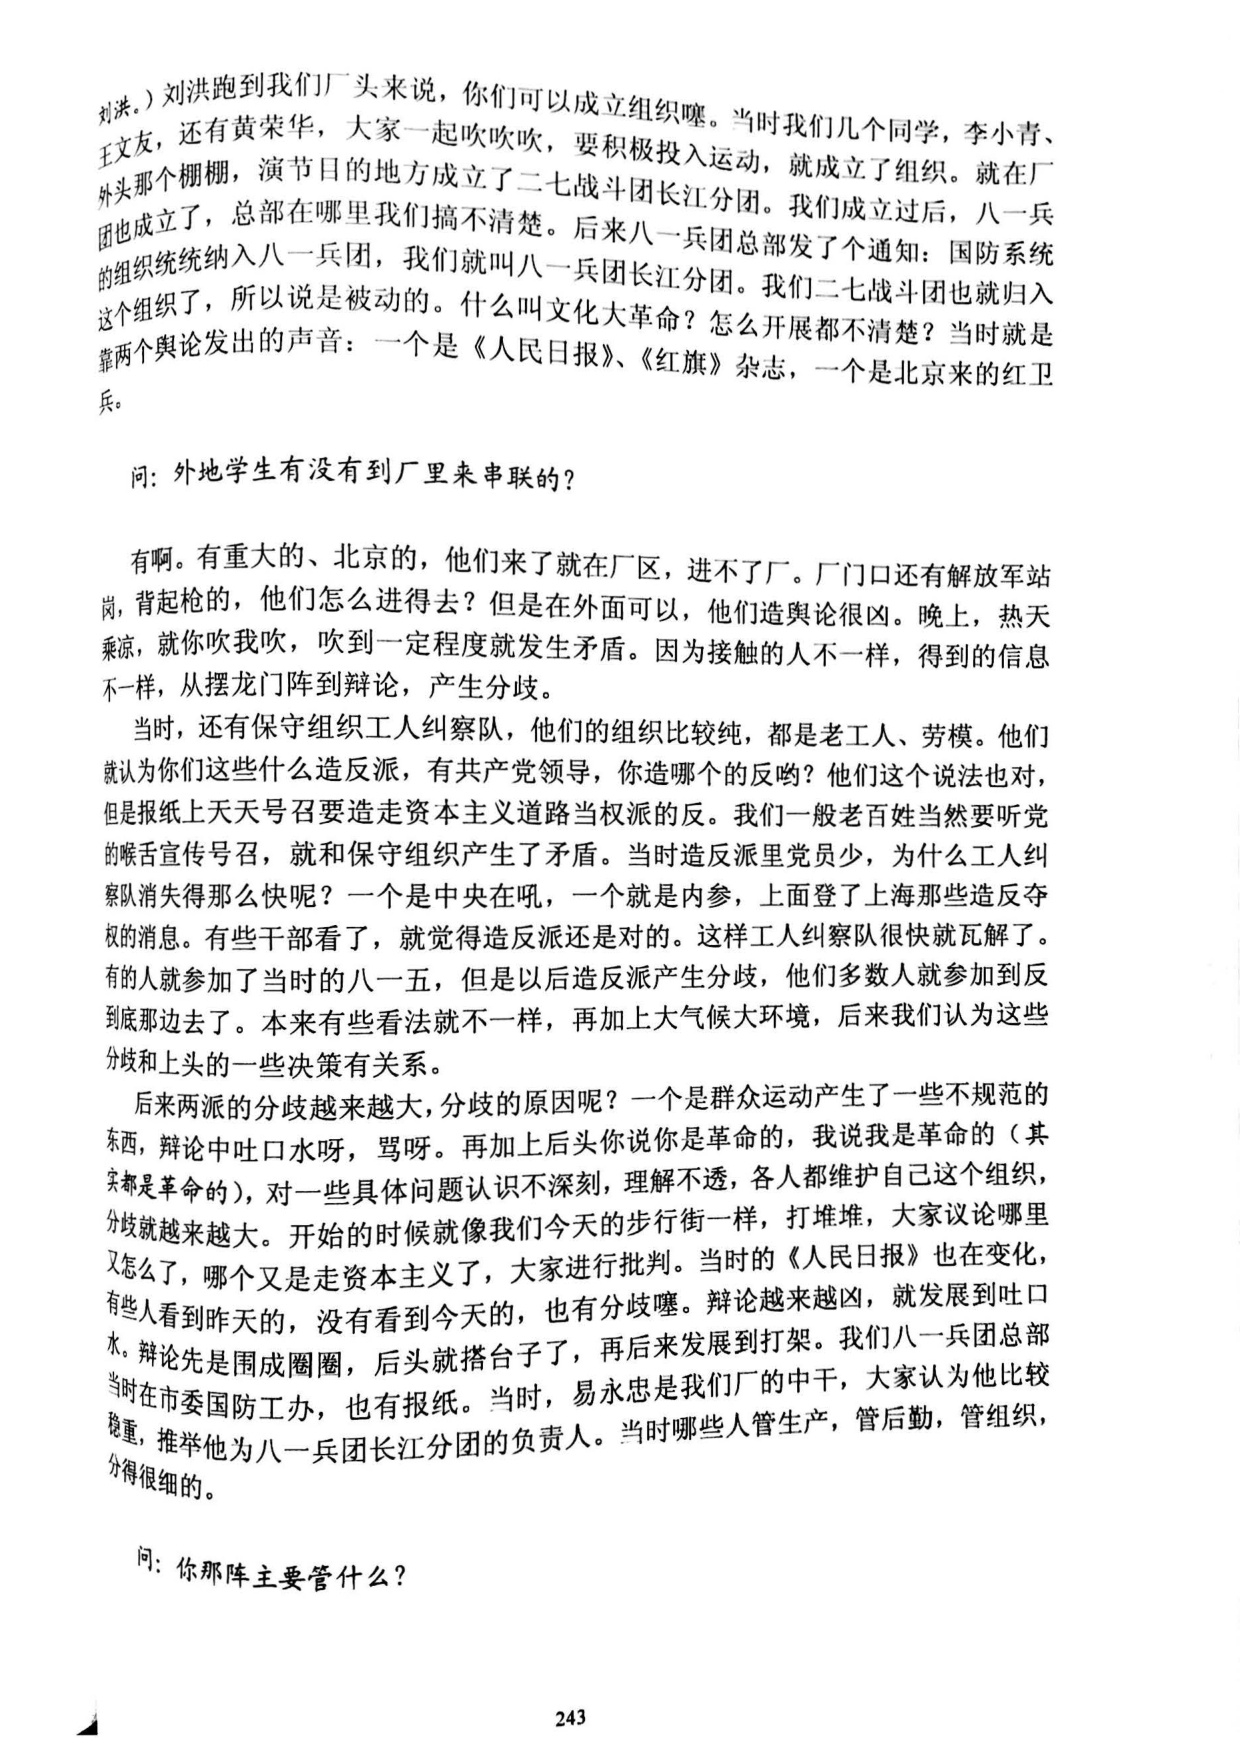 刘洪。）刘洪跑到我们厂头来说，你们可以成立组织噻。当时我们几个同学，李小青、
王文友，还有黄荣华，大家一起吹吹吹，要积极投入运动，就成立了组织。就在厂
外头那个棚棚，演节目的地方成立了二七战斗团长江分团。我们成立过后，八一兵
团也成立了，总部在哪里我们搞不清楚。后来八一兵团总部发了个通知：国防系统
的组织统统纳入八一兵团，我们就叫八一兵团长江分团。我们二七战斗团也就归入
这个组织了，所以说是被动的。什么叫文化大革命？怎么开展都不清楚？当时就是
靠两个舆论发出的声音：一个是《人民日报》、《红旗》杂志，一个是北京来的红卫
兵。
问：外地学生有没有到厂里来串联的？
有啊。有重大的、北京的，他们来了就在厂区，进不了厂。厂门口还有解放军站
岗，背起枪的，他们怎么进得去？但是在外面可以，他们造舆论很凶。晚上，热天
乘凉，就你吹我吹，吹到一定程度就发生矛盾。因为接触的人不一样，得到的信息
不一样，从摆龙门阵到辩论，产生分歧。
当时，还有保守组织工人纠察队，他们的组织比较纯，都是老工人、劳模。他们
就认为你们这些什么造反派，有共产党领导，你造哪个的反哟？他们这个说法也对，
但是报纸上天天号召要造走资本主义道路当权派的反。我们一般老百姓当然要听党
的喉舌宣传号召，就和保守组织产生了矛盾。当时造反派里党员少，为什么工人纠
察队消失得那么快呢？一个是中央在吼，一个就是内参，上面登了上海那些造反夺
权的消息。有些干部看了，就觉得造反派还是对的。这样工人纠察队很快就瓦解了。
有的人就参加了当时的八一五，但是以后造反派产生分歧，他们多数人就参加到反
到底那边去了。本来有些看法就不一样，再加上大气候大环境，后来我们认为这些
分歧和上头的一些决策有关系。
后来两派的分歧越来越大，分歧的原因呢？一个是群众运动产生了一些不规范的
东西，辩论中吐口水呀，骂呀。再加上后头你说你是革命的，我说我是革命的（其
实都是革命的），对一些具体问题认识不深刻，理解不透，各人都维护自己这个组织，
分歧就越来越大。开始的时候就像我们今天的步行街一样，打堆堆，大家议论哪里
又怎么了，哪个又是走资本主义了，大家进行批判。当时的《人民日报》也在变化，
有些人看到昨天的，没有看到今天的，也有分歧噻。辩论越来越凶，就发展到吐口
水。辩论先是围成圈圈，后头就搭台子了，再后来发展到打架。我们八一兵团总部
当时在市委国防工办，也有报纸。当时，易永忠是我们厂的中干，大家认为他比较
稳重，推举他为八一兵团长江分团的负责人。当时哪些人管生产，管后勤，管组织，
分得很细的。
问：你那阵主要管什么？
243